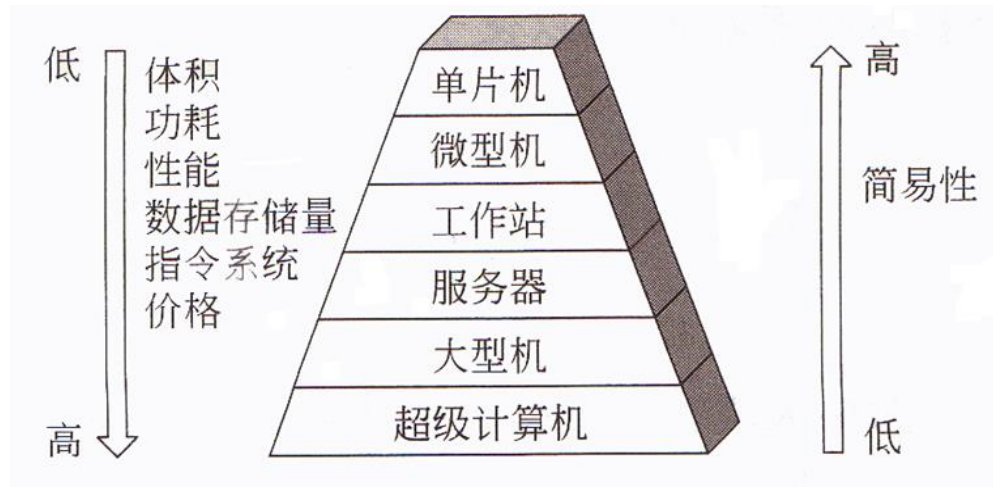 低
体积
功耗
性能
数据存储量
指令系统
价格
高
单片机
微型机
工作站
服务器
大型机
超级计算机
高
简易性
低